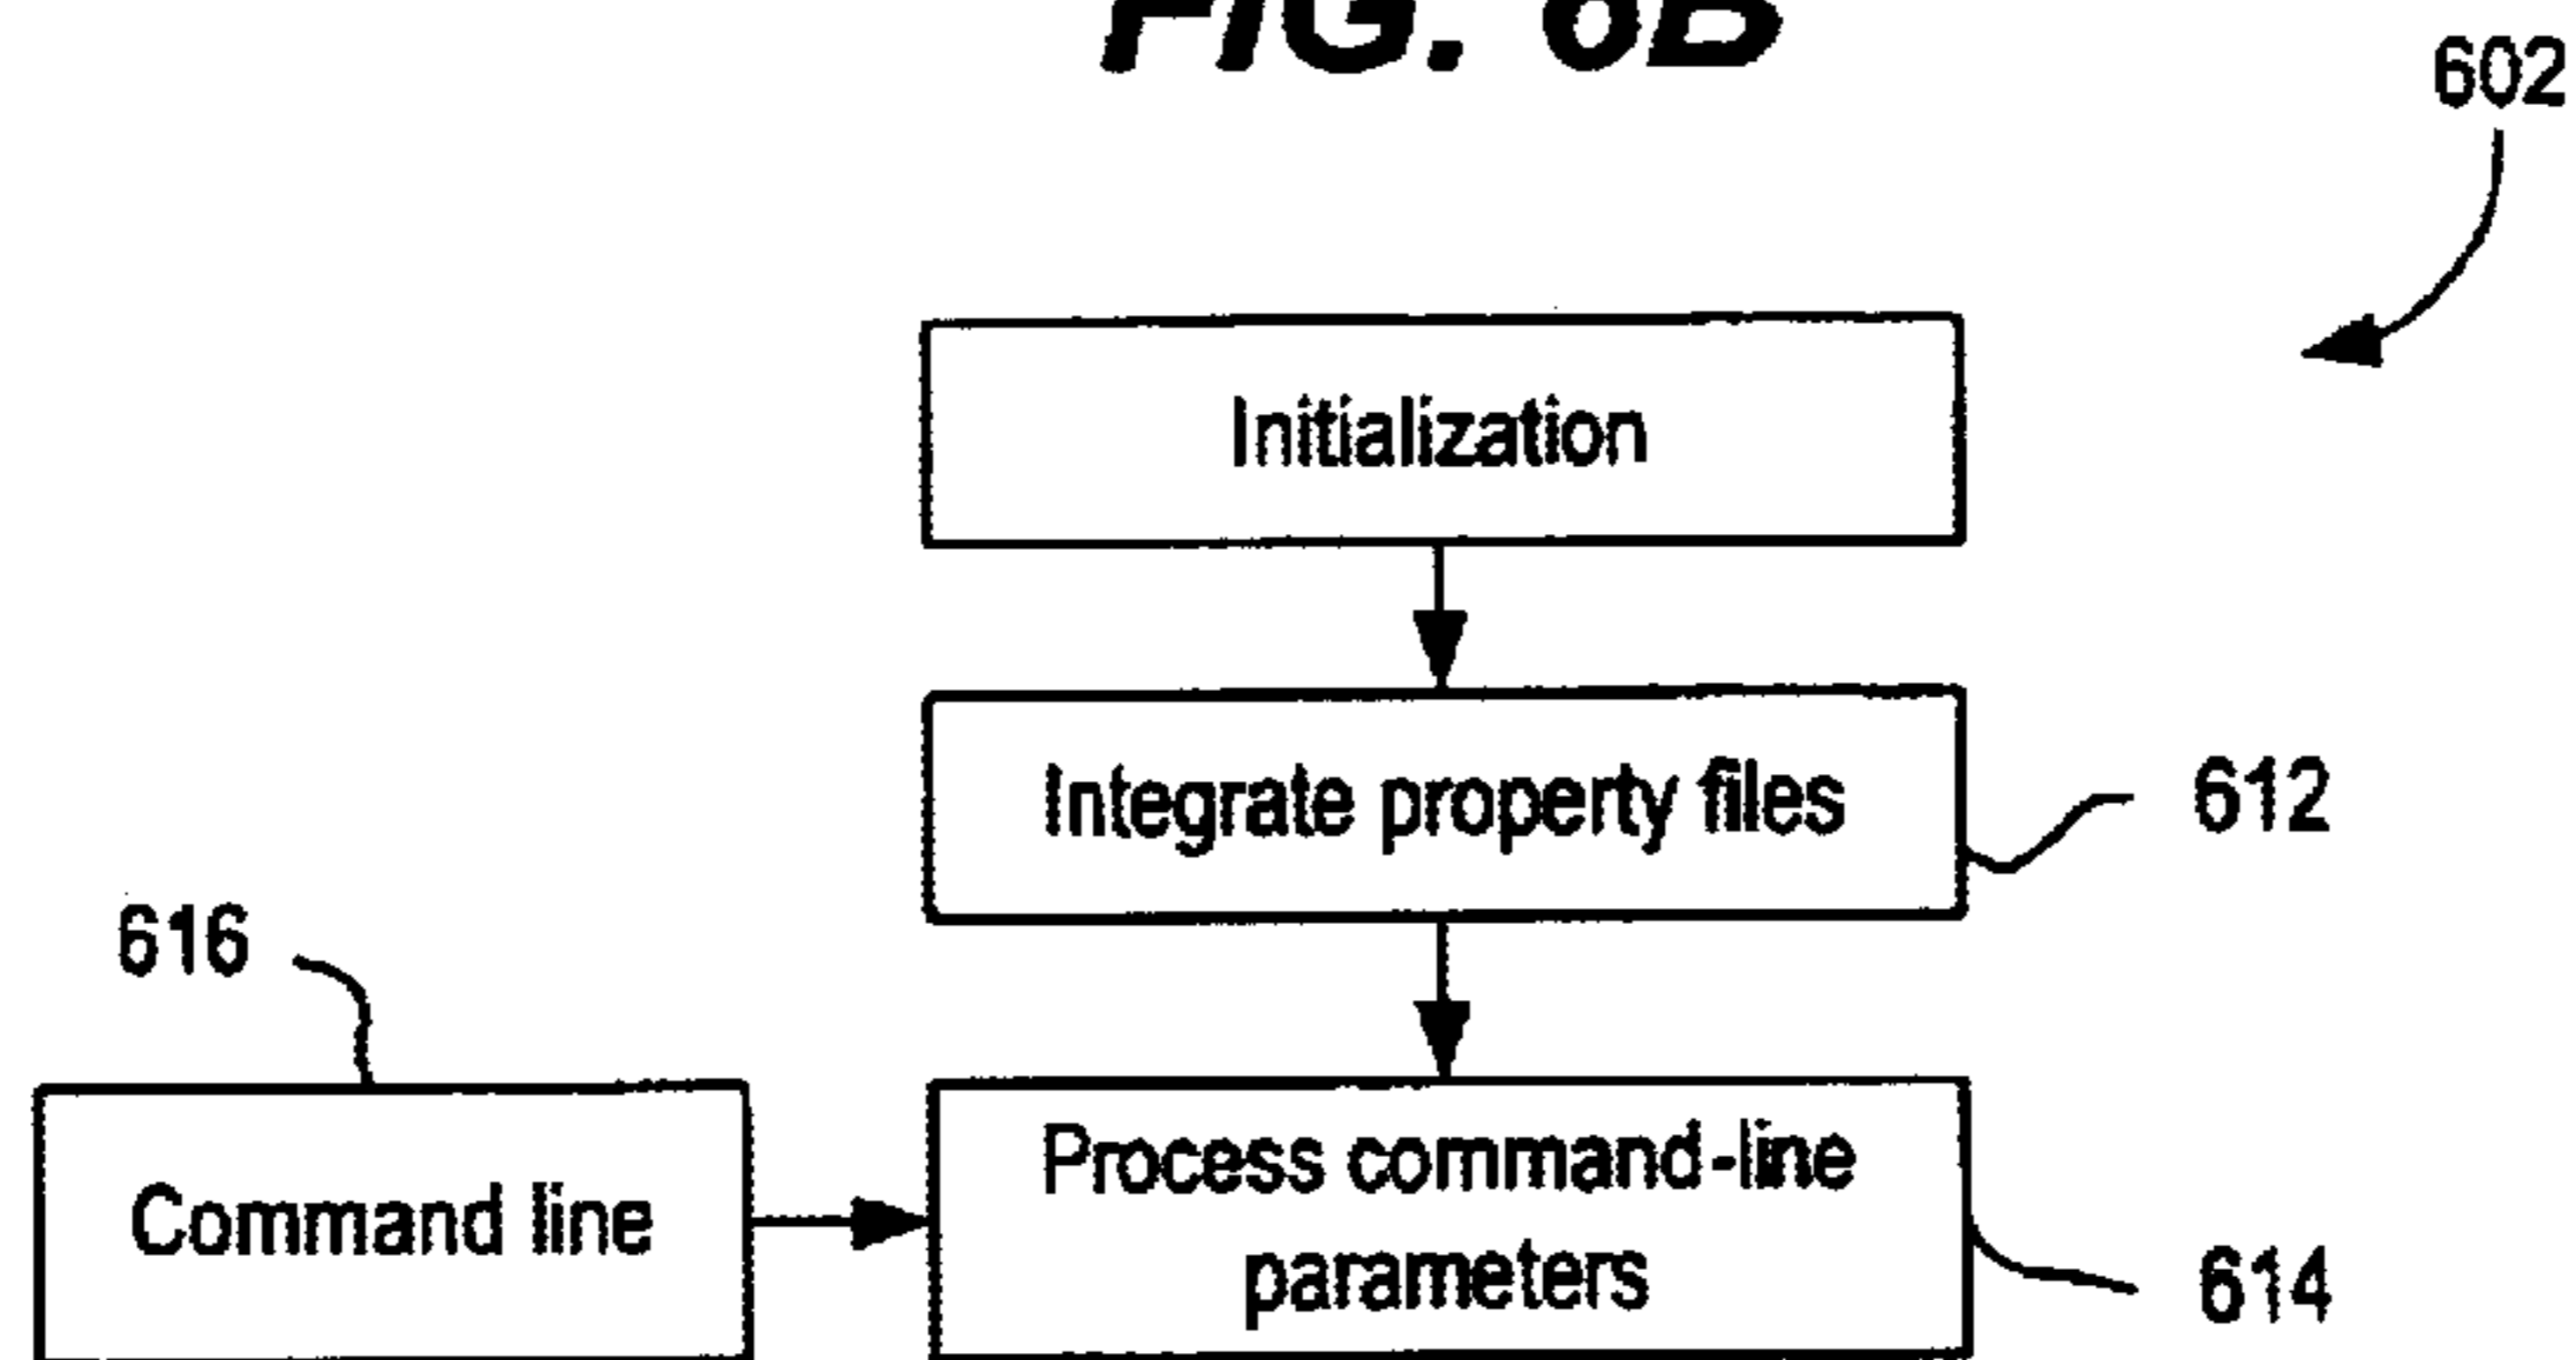 FIG. 6B
602
Initialization
Integrate property files
612
616
Command line
Process command-line
parameters
614